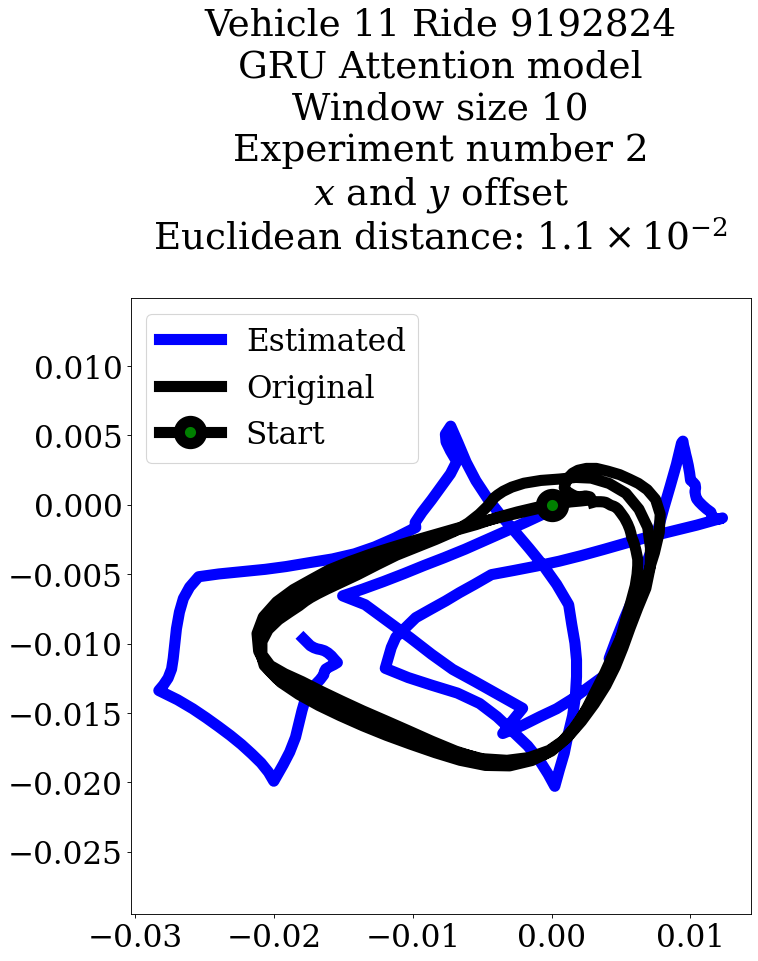 Vehicle 11 Ride 9192824
GRU Attention model
Window size 10
Experiment number 2
x and y offset
Euclidean distance: 1.1 × 10⁻²
Estimated
Original
Start
0.010
0.005
0.000
−0.005
−0.010
−0.015
−0.020
−0.025
−0.03 −0.02 −0.01 0.00 0.01